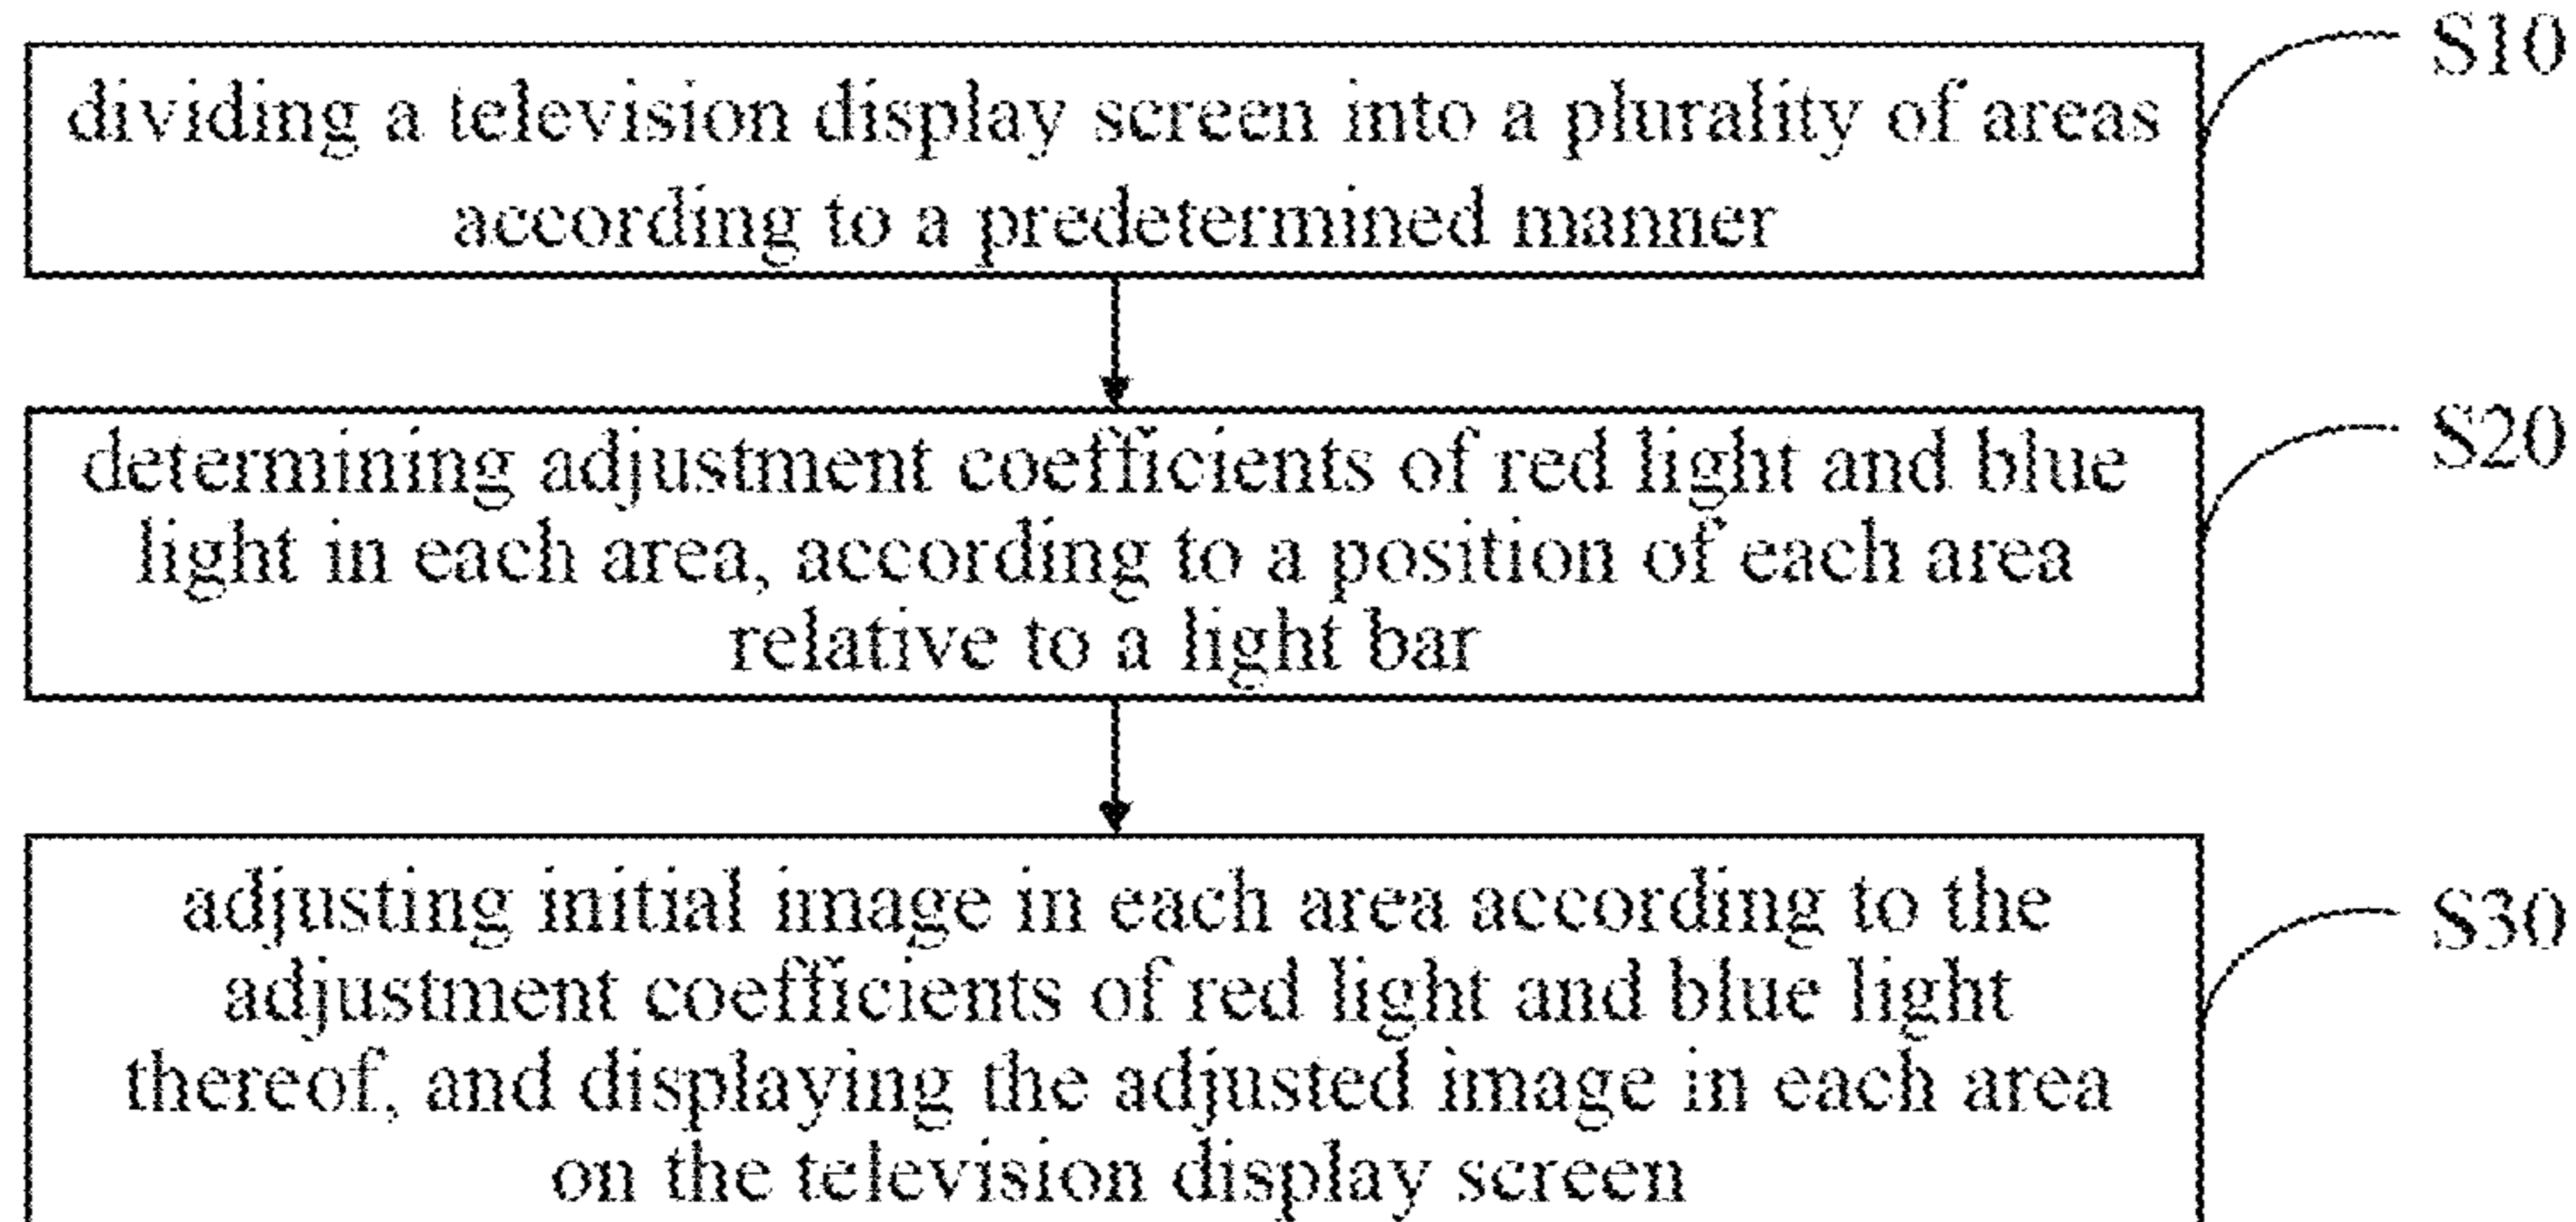 S10
dividing a television display screen into a plurality of areas
according to a predetermined manner
S20
determining adjustment coefficients of red light and blue
light in each area, according to a position of each area
relative to a light bar
S30
adjusting initial image in each area according to the
adjustment coefficients of red light and blue light
thereof, and displaying the adjusted image in each area
on the television display screen